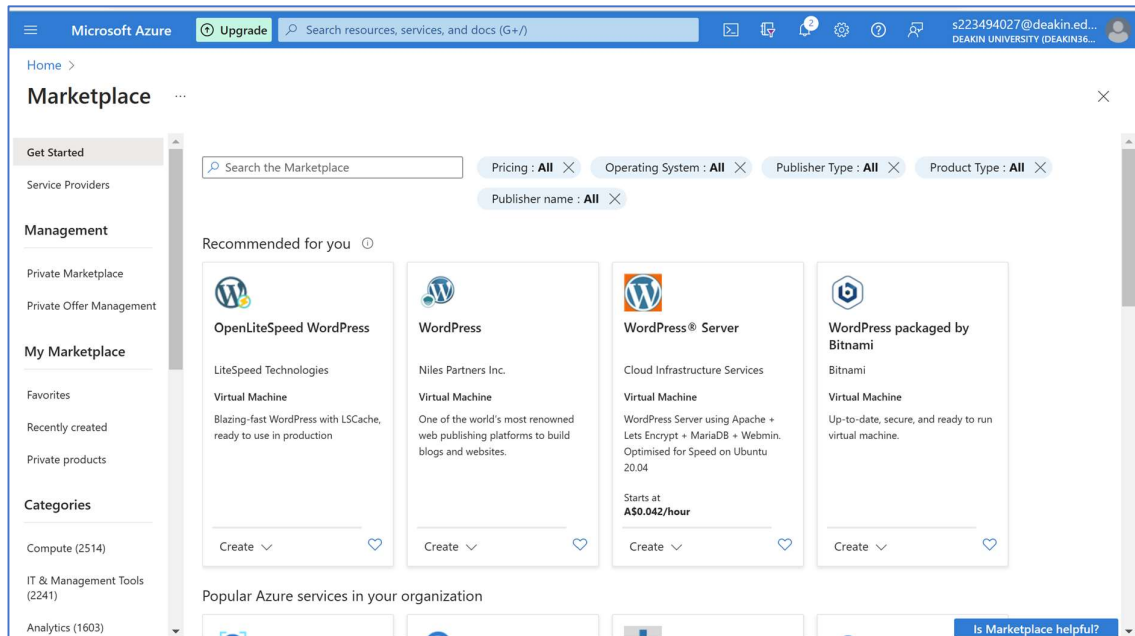 Microsoft Azure
Upgrade
Search resources, services, and docs (G+/)
2
s223494027@deakin.ed...
DEAKIN UNIVERSITY (DEAKIN36...
Home >
Marketplace ...
Get Started
Service Providers
Management
Private Marketplace
Private Offer Management
My Marketplace
Favorites
Recently created
Private products
Categories
Compute (2514)
IT & Management Tools
(2241)
Analytics (1603)
Search the Marketplace
Pricing : All
Operating System : All
Publisher Type : All
Product Type : All
Publisher name : All
Recommended for you
OpenLiteSpeed WordPress
LiteSpeed Technologies
Virtual Machine
Blazing-fast WordPress with LSCache,
ready to use in production
Create
WordPress
Niles Partners Inc.
Virtual Machine
One of the world's most renowned
web publishing platforms to build
blogs and websites.
Create
WordPress® Server
Cloud Infrastructure Services
Virtual Machine
WordPress Server using Apache +
Lets Encrypt + MariaDB + Webmin.
Optimised for Speed on Ubuntu
20.04
Starts at
A$0.042/hour
Create
WordPress packaged by
Bitnami
Bitnami
Virtual Machine
Up-to-date, secure, and ready to run
virtual machine.
Create
Popular Azure services in your organization
Is Marketplace helpful?